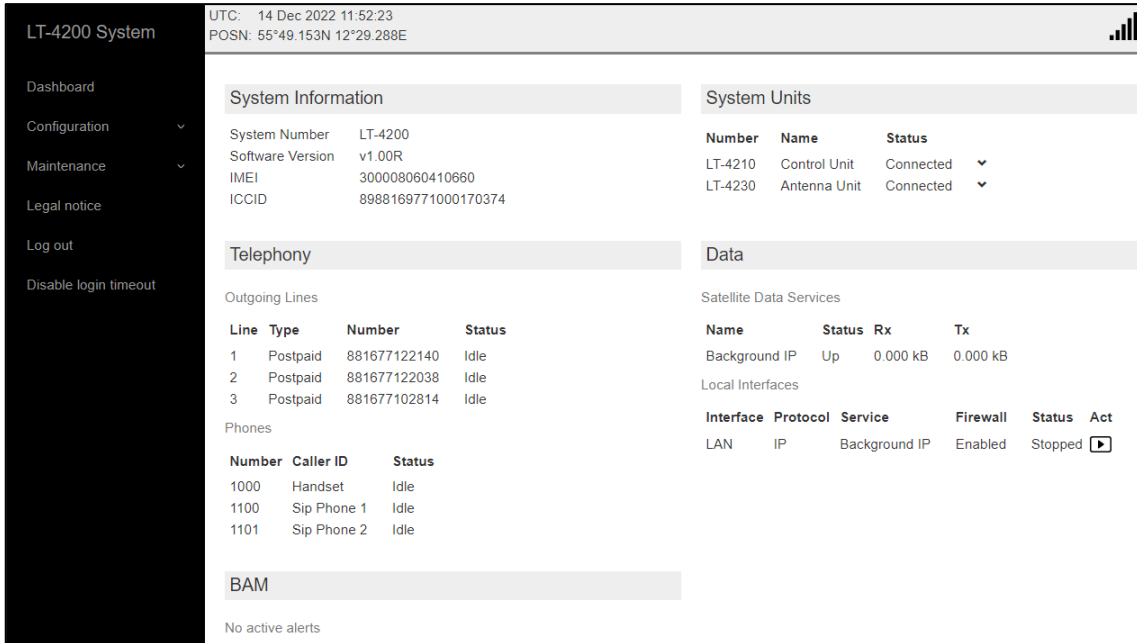 LT-4200 System
Dashboard
Configuration
Maintenance
Legal notice
Log out
Disable login timeout
UTC: 14 Dec 2022 11:52:23
POSN: 55°49.153N 12°29.288E
System Information
System Number LT-4200
Software Version v1.00R
IMEI 300008060410660
ICCID 8988169771000170374
System Units
Number Name Status
LT-4210 Control Unit Connected
LT-4230 Antenna Unit Connected
Telephony
Outgoing Lines
Line Type Number Status
1 Postpaid 881677122140 Idle
2 Postpaid 881677122038 Idle
3 Postpaid 881677102814 Idle
Phones
Number Caller ID Status
1000 Handset Idle
1100 Sip Phone 1 Idle
1101 Sip Phone 2 Idle
Data
Satellite Data Services
Name Status Rx Tx
Background IP Up 0.000 kB 0.000 kB
Local Interfaces
Interface Protocol Service Firewall Status Act
LAN IP Background IP Enabled Stopped
BAM
No active alerts